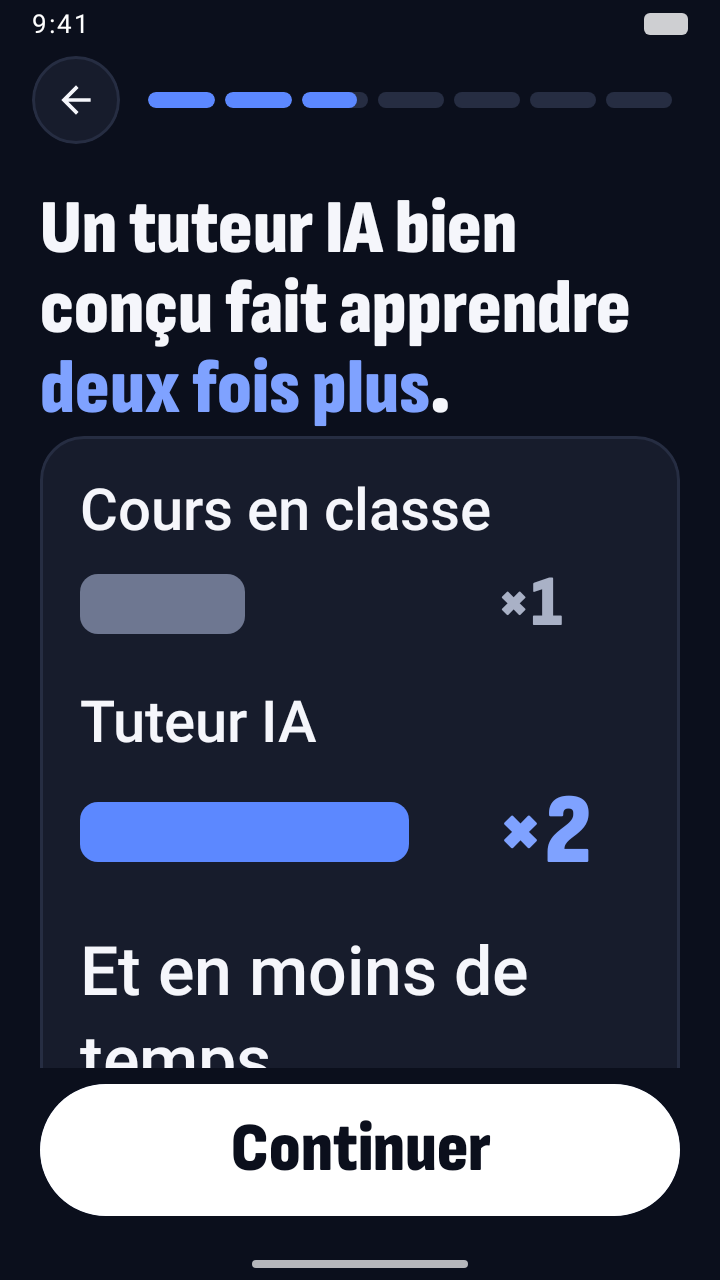 9:41
Un tuteur IA bien
conçu fait apprendre
deux fois plus.
Cours en classe
×1
Tuteur IA
×2
Et en moins de
temps
Continuer